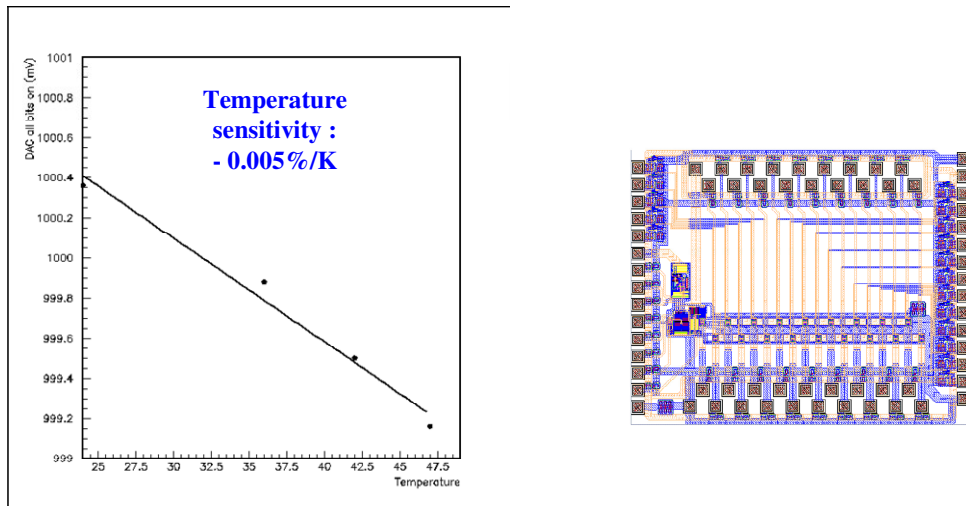 1001
1000.8
1000.6
1000.4
1000.2
1000
999.8
999.6
999.4
999.2
999
DAC all bits on (mV)
Temperature
sensitivity :
- 0.005%/K
25 27.5 30 32.5 35 37.5 40 42.5 45 47.5
Temperature